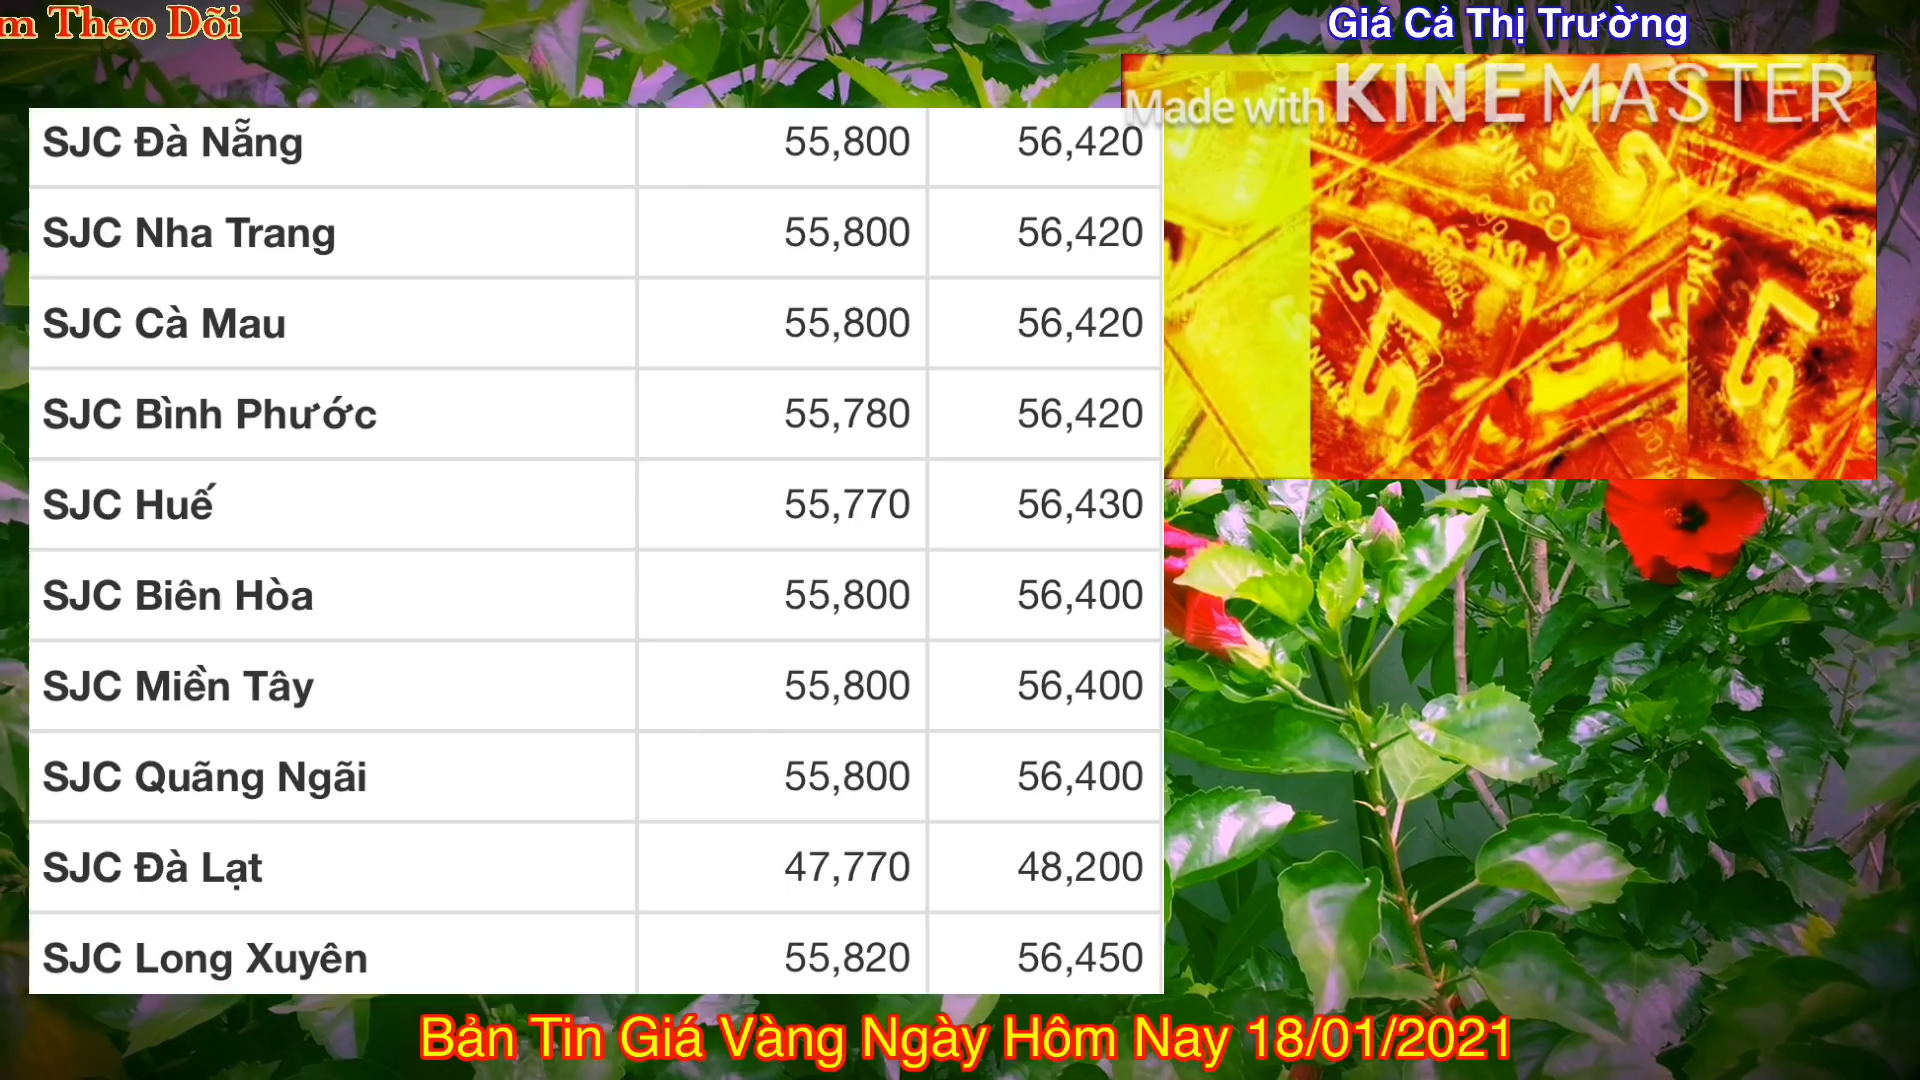 m Theo Dõi
Giá Cả Thị Trường
Made with KINEMASTER
SJC Đà Nẵng 55,800 56,420
SJC Nha Trang 55,800 56,420
SJC Cà Mau 55,800 56,420
SJC Bình Phước 55,780 56,420
SJC Huế 55,770 56,430
SJC Biên Hòa 55,800 56,400
SJC Miền Tây 55,800 56,400
SJC Quãng Ngãi 55,800 56,400
SJC Đà Lạt 47,770 48,200
SJC Long Xuyên 55,820 56,450
FINE GOLD
Bản Tin Giá Vàng Ngày Hôm Nay 18/01/2021